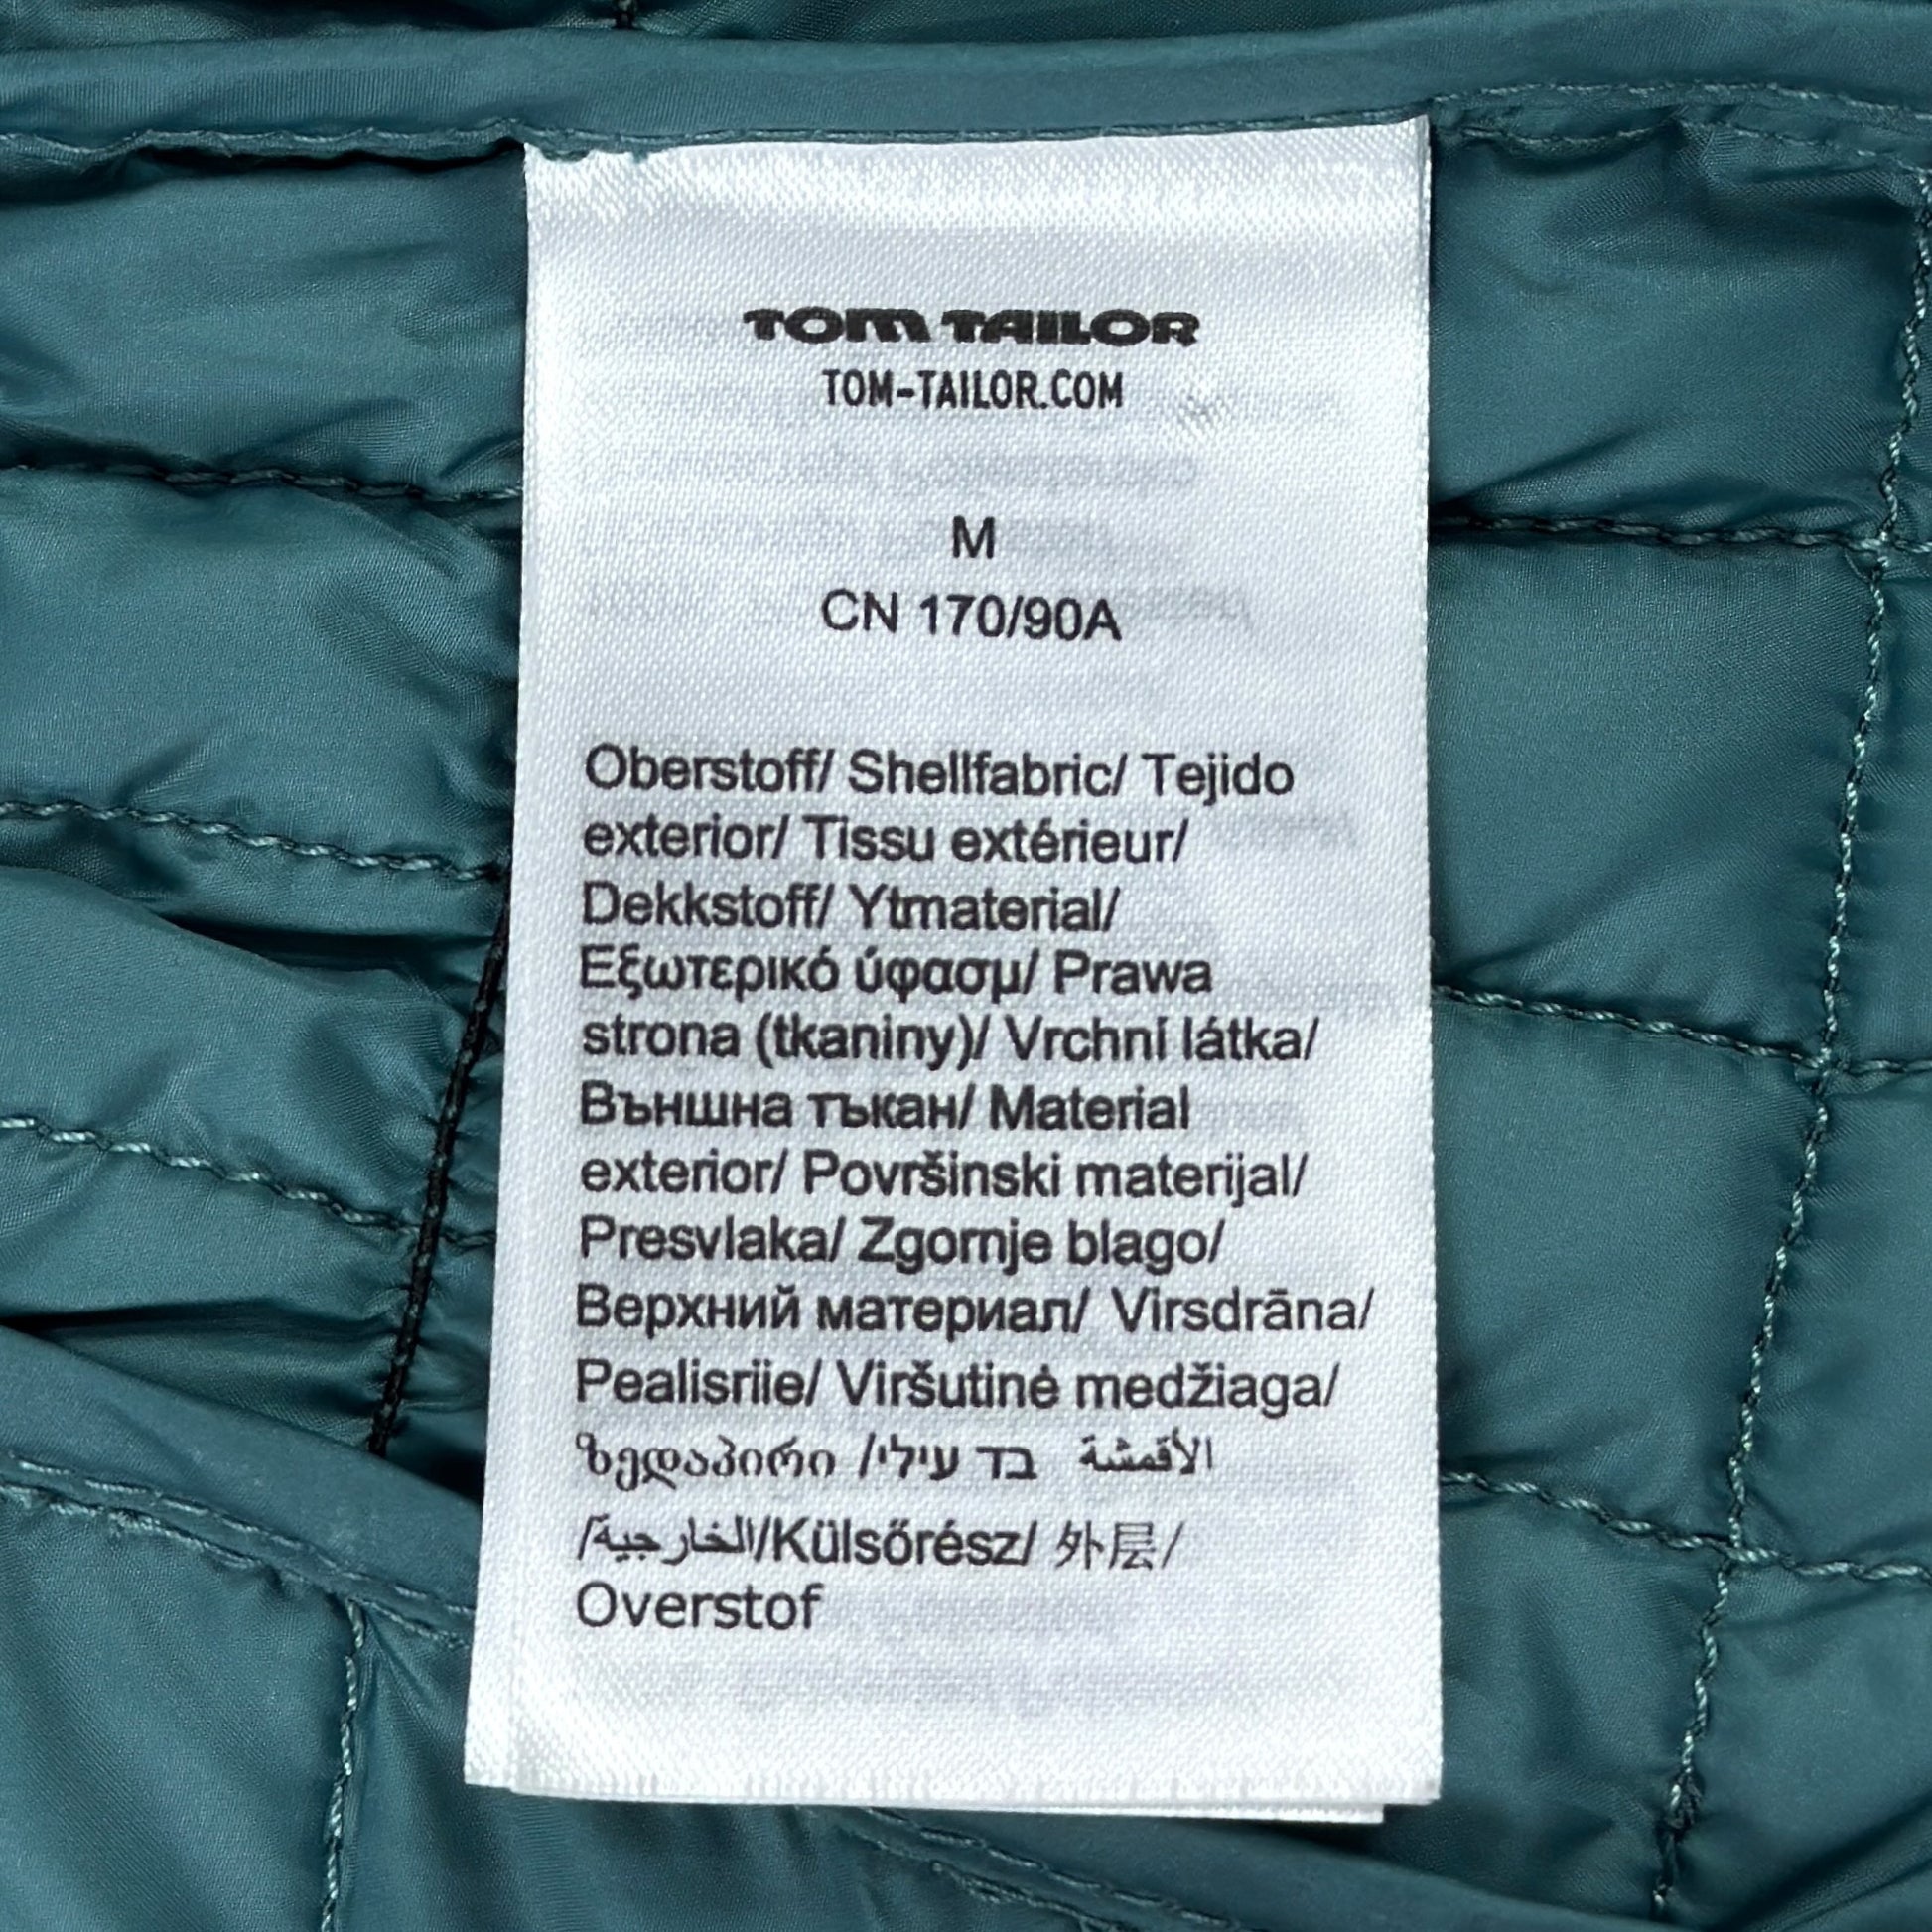 TOM TAILOR
TOM-TAILOR.COM
M
CN 170/90A
Oberstoff/ Shellfabric/ Tejido
exterior/ Tissu extérieur/
Dekkstoff/ Ytmaterial/
Εξωτερικό ύφασμ/ Prawa
strona (tkaniny)/ Vrchní látka/
Външна тъкан/ Material
exterior/ Površinski materijal/
Presvlaka/ Zgornje blago/
Верхний материал/ Virsdrāna/
Pealisriie/ Viršutinė medžiaga/
ზედაპირი /בד עילי/ الأقمشة
الخارجية/ /Külsőrész/ 外层/
Overstof